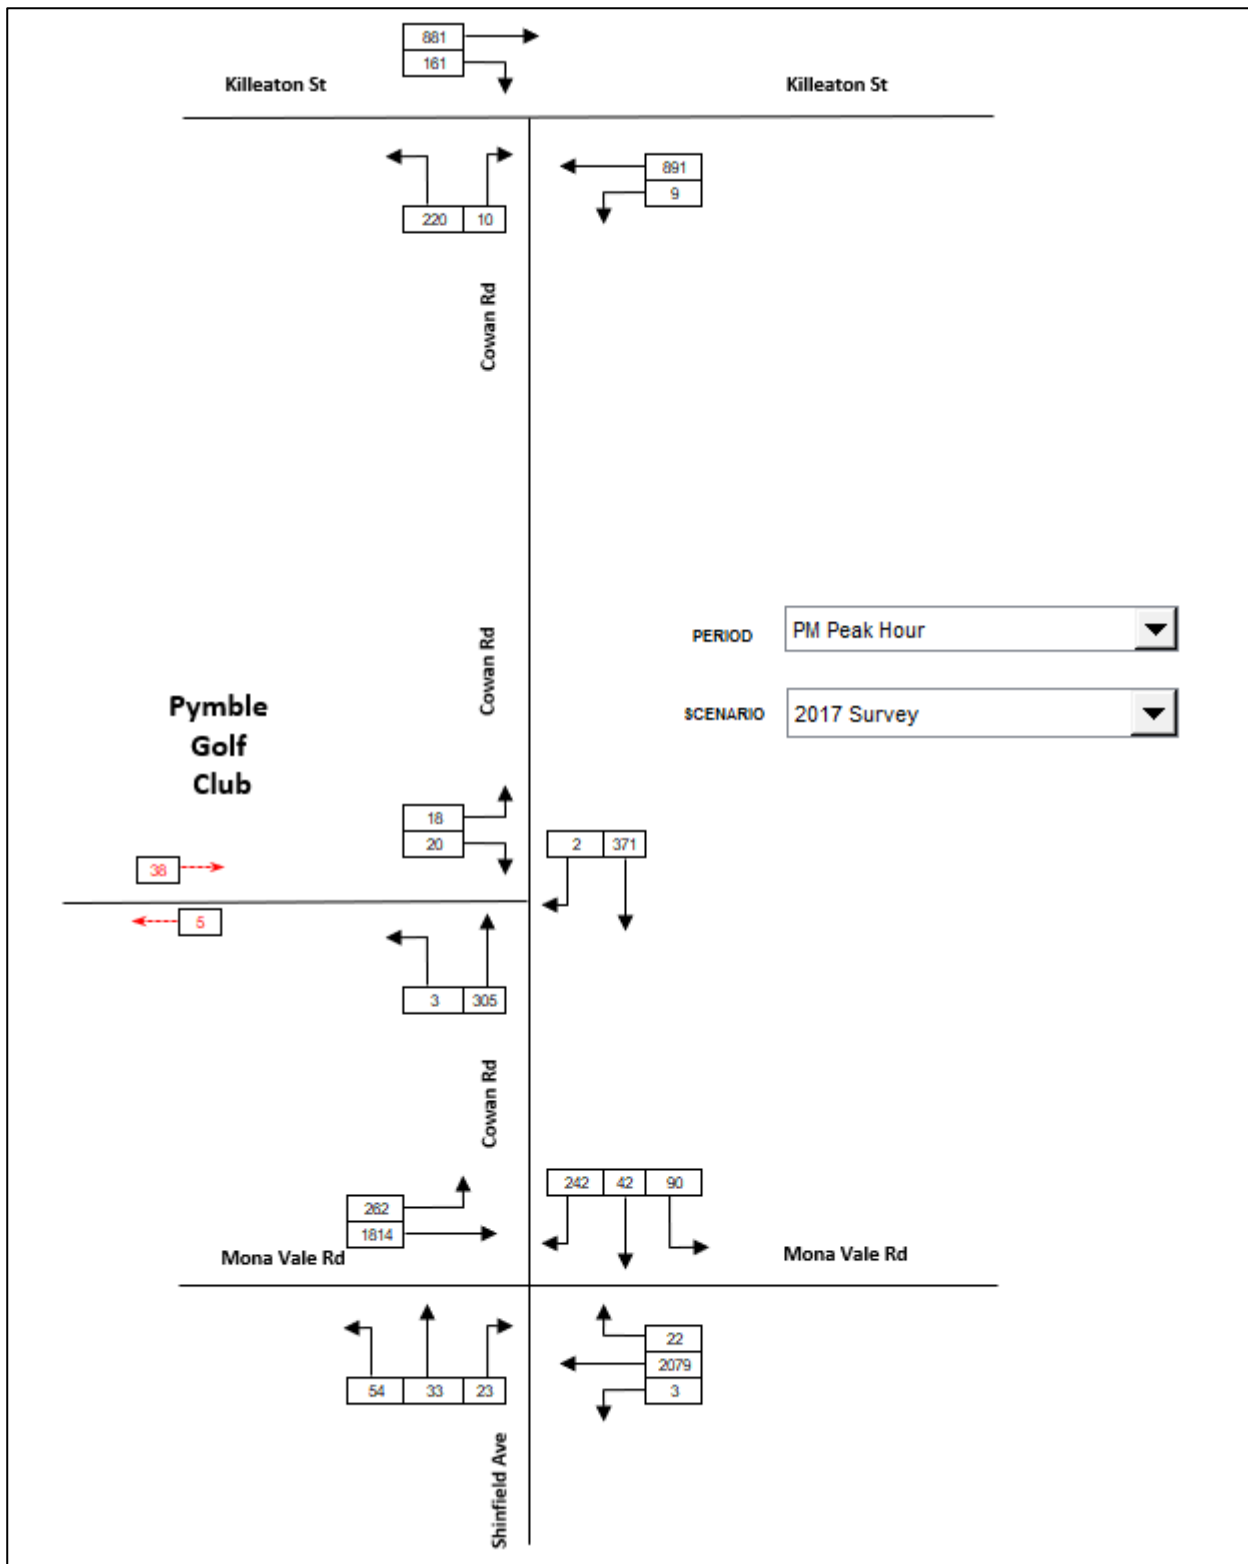 881
161
Killeaton St
Killeaton St
891
9
220 10
Cowan Rd
Cowan Rd
PERIOD PM Peak Hour
SCENARIO 2017 Survey
Pymble
Golf
Club
18
20
2 371
38
5
3 305
Cowan Rd
242 42 90
262
1814
Mona Vale Rd
Mona Vale Rd
22
2079
3
54 33 23
Shinfield Ave